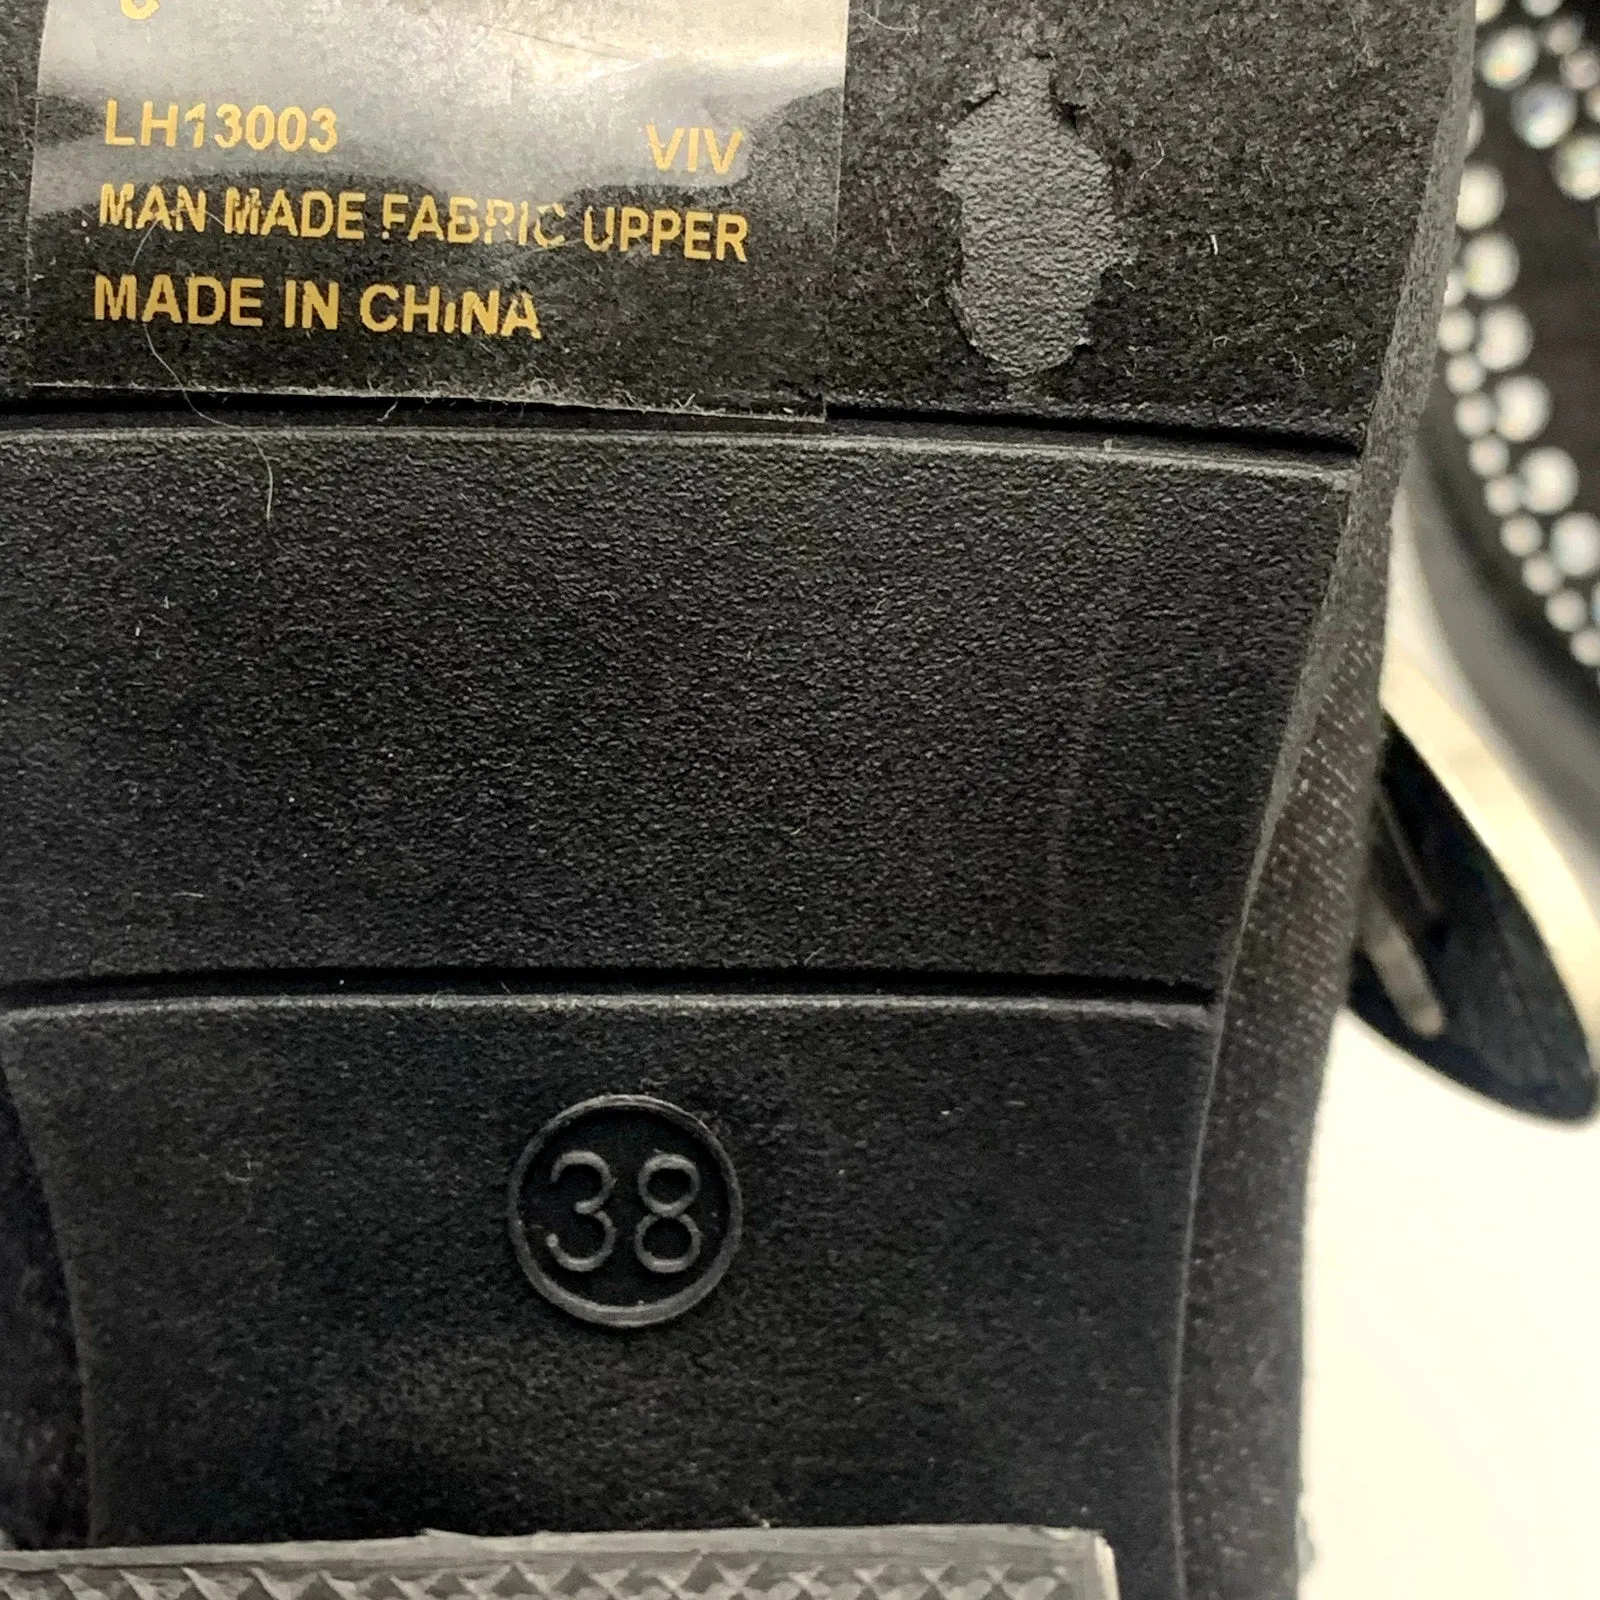 LH13003 VIV
MAN MADE FABRIC UPPER
MADE IN CHINA
38